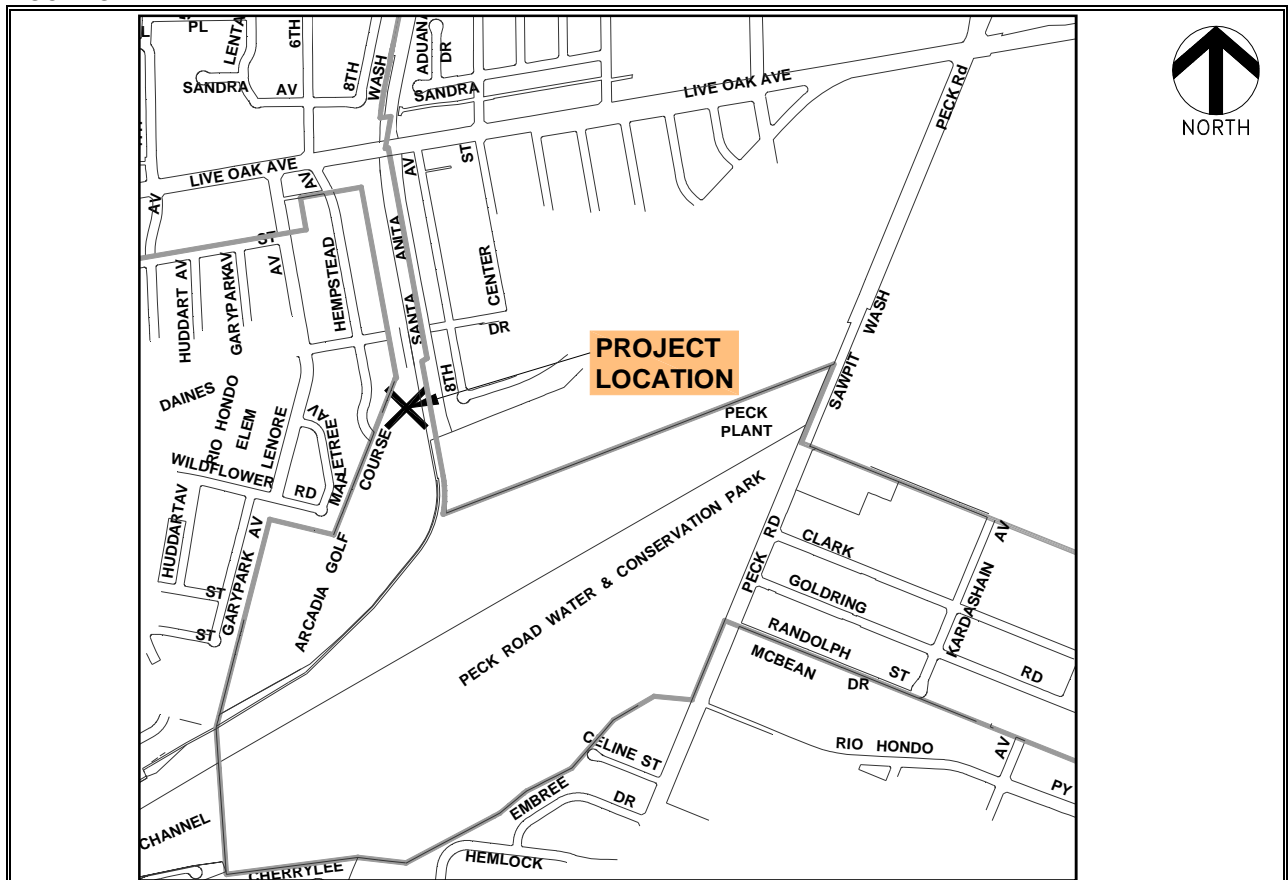 PL
LENTA
6TH
8TH
WASH
ADUANA
DR
NORTH
SANDRA AV
SANDRA
LIVE OAK AVE
PECK Rd
LIVE OAK AVE
AV
AV
AV
ST
ST
AV
AV
HUDDART AV
GARYPARK
HEMPSTEAD
ANITA
SANTA
CENTER
DR
8TH
PROJECT
LOCATION
SAWPIT WASH
PECK
PLANT
DAINES
RIO HONDO
ELEM
LENORE
AV
MAPLETREE
WILDFLOWER
RD
HUDDART AV
GARYPARK AV
ST
ST
ARCADIA GOLF COURSE
PECK ROAD WATER & CONSERVATION PARK
PECK RD
CLARK
GOLDRING
RANDOLPH ST
MCBEAN DR
KARDASHAIN AV
RD
RIO HONDO
AV
PY
CELINE ST
EMBREE DR
HEMLOCK
CHANNEL
CHERRYLEE